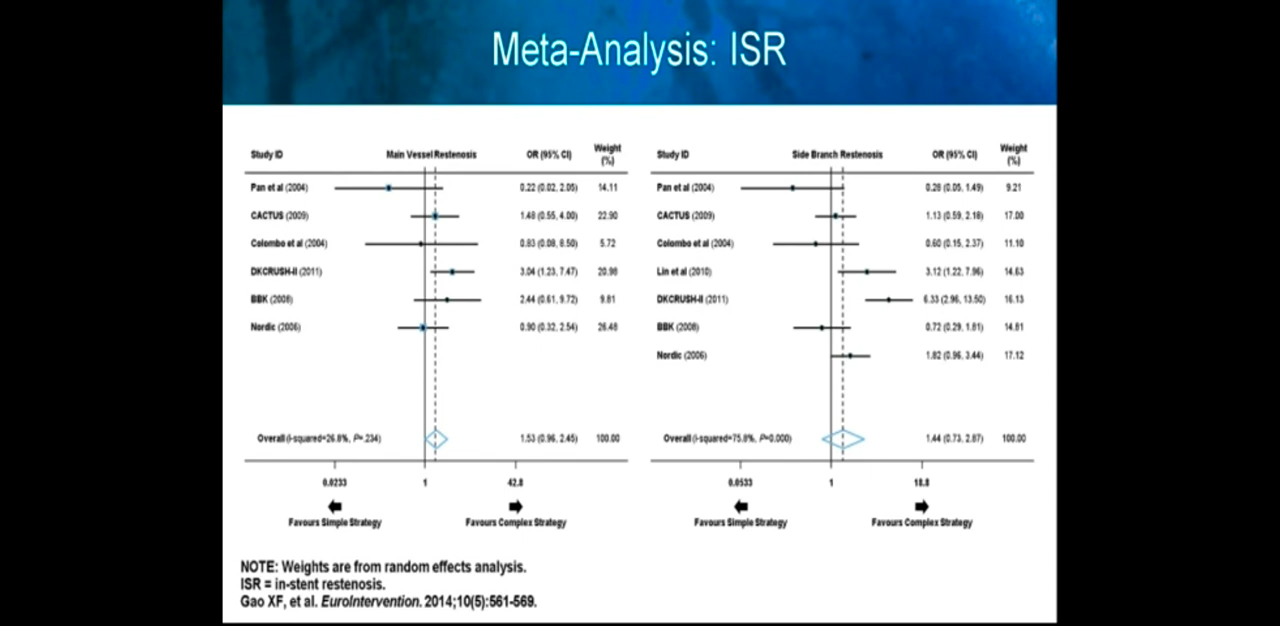 Meta-Analysis: ISR
Study ID Main Vessel Restenosis OR (95% CI) Weight (%)
Pan et al (2004) 0.22 (0.02, 2.05) 14.11
CACTUS (2009) 1.48 (0.55, 4.00) 22.90
Colombo et al (2004) 0.83 (0.08, 8.50) 5.72
DKCRUSH-II (2011) 3.04 (1.23, 7.47) 20.98
BBK (2008) 2.44 (0.61, 9.72) 9.81
Nordic (2006) 0.90 (0.32, 2.54) 26.48
Overall (I-squared=26.8%, P=.234) 1.53 (0.96, 2.45) 100.00
0.0233 1 42.8
Favours Simple Strategy Favours Complex Strategy
Study ID Side Branch Restenosis OR (95% CI) Weight (%)
Pan et al (2004) 0.28 (0.05, 1.49) 9.21
CACTUS (2009) 1.13 (0.59, 2.18) 17.00
Colombo et al (2004) 0.60 (0.15, 2.37) 11.10
Lin et al (2010) 3.12 (1.22, 7.96) 14.63
DKCRUSH-II (2011) 6.33 (2.96, 13.50) 16.13
BBK (2008) 0.72 (0.29, 1.81) 14.81
Nordic (2006) 1.82 (0.96, 3.44) 17.12
Overall (I-squared=75.8%, P=0.000) 1.44 (0.73, 2.87) 100.00
0.0533 1 18.8
Favours Simple Strategy Favours Complex Strategy
NOTE: Weights are from random effects analysis.
ISR = in-stent restenosis.
Gao XF, et al. EuroIntervention. 2014;10(5):561-569.